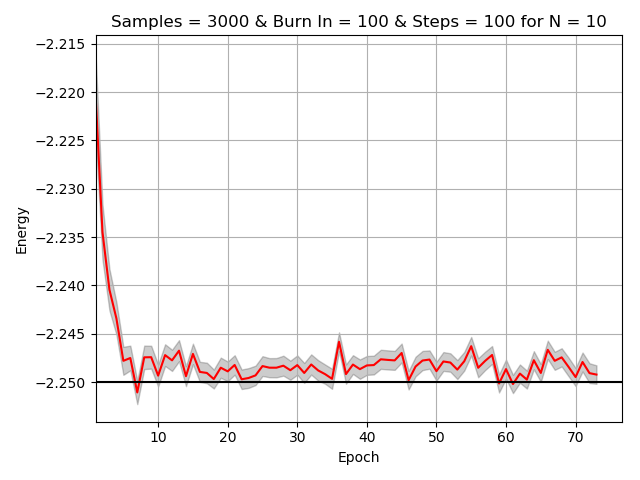 Samples = 3000 & Burn In = 100 & Steps = 100 for N = 10
−2.215
−2.220
−2.225
−2.230
−2.235
−2.240
−2.245
−2.250
Energy
10 20 30 40 50 60 70
Epoch